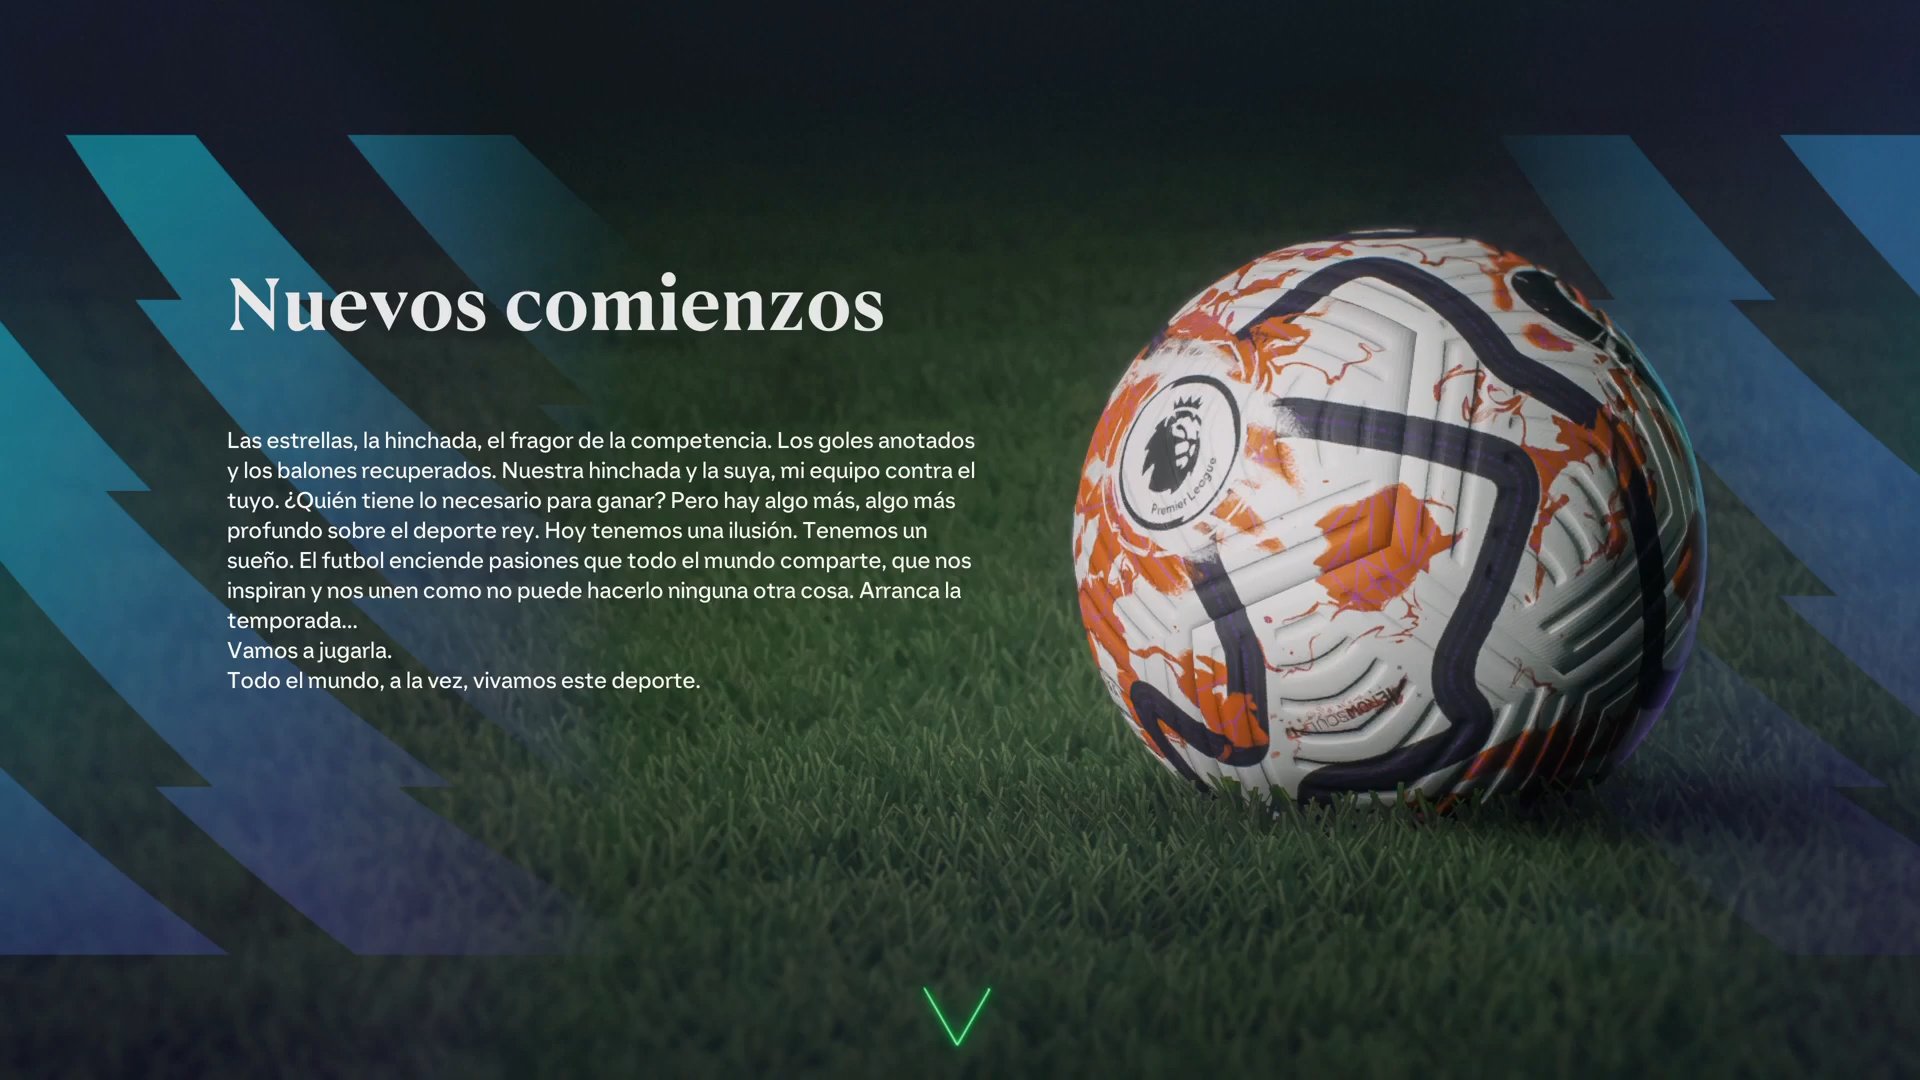 Nuevos comienzos
Las estrellas, la hinchada, el fragor de la competencia. Los goles anotados
y los balones recuperados. Nuestra hinchada y la suya, mi equipo contra el
tuyo. ¿Quién tiene lo necesario para ganar? Pero hay algo más, algo más
profundo sobre el deporte rey. Hoy tenemos una ilusión. Tenemos un
sueño. El futbol enciende pasiones que todo el mundo comparte, que nos
inspiran y nos unen como no puede hacerlo ninguna otra cosa. Arranca la
temporada...
Vamos a jugarla.
Todo el mundo, a la vez, vivamos este deporte.
Premier League